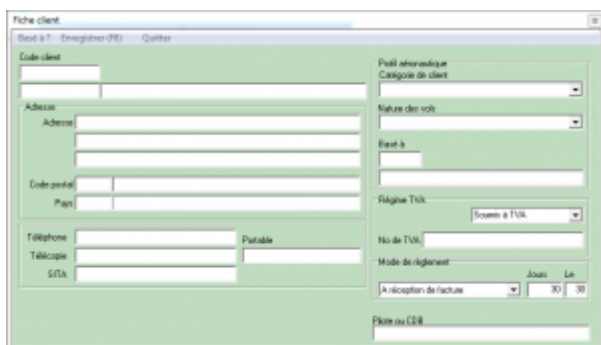 Fiche client
Basé à ? Enregistrer (F8) Quitter
Code client
Adresse
Adresse
Code postal
Pays
Téléphone
Télécopie
SITA
Portable
Profil aéronautique
Catégorie de client
Nature des vols
Basé à
Régime TVA
Soumis à TVA
No de TVA
Mode de règlement
Jours Le
A réception de facture 30 30
Pilote ou CDB